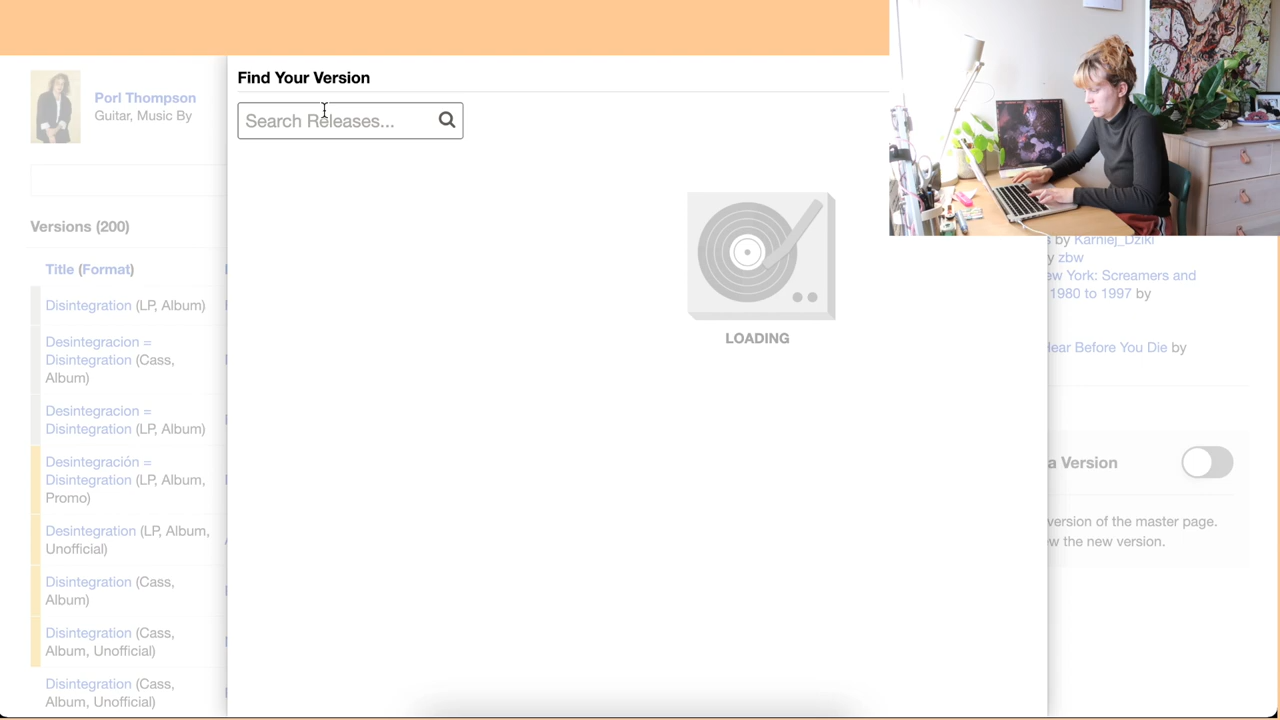 Find Your Version
Search Releases...
LOADING
Porl Thompson
Guitar, Music By
Versions (200)
Title (Format)
Disintegration (LP, Album)
Desintegracion =
Disintegration (Cass,
Album)
Desintegracion =
Disintegration (LP, Album)
Desintegración =
Disintegration (LP, Album,
Promo)
Desintegration (LP, Album,
Unofficial)
Disintegration (Cass,
Album)
Disintegration (Cass,
Album, Unofficial)
Disintegration (Cass,
Album, Unofficial)
s by Karniej_Dziki
y zbw
ew York: Screamers and
1980 to 1997 by
Hear Before You Die by
a Version
version of the master page.
w the new version.